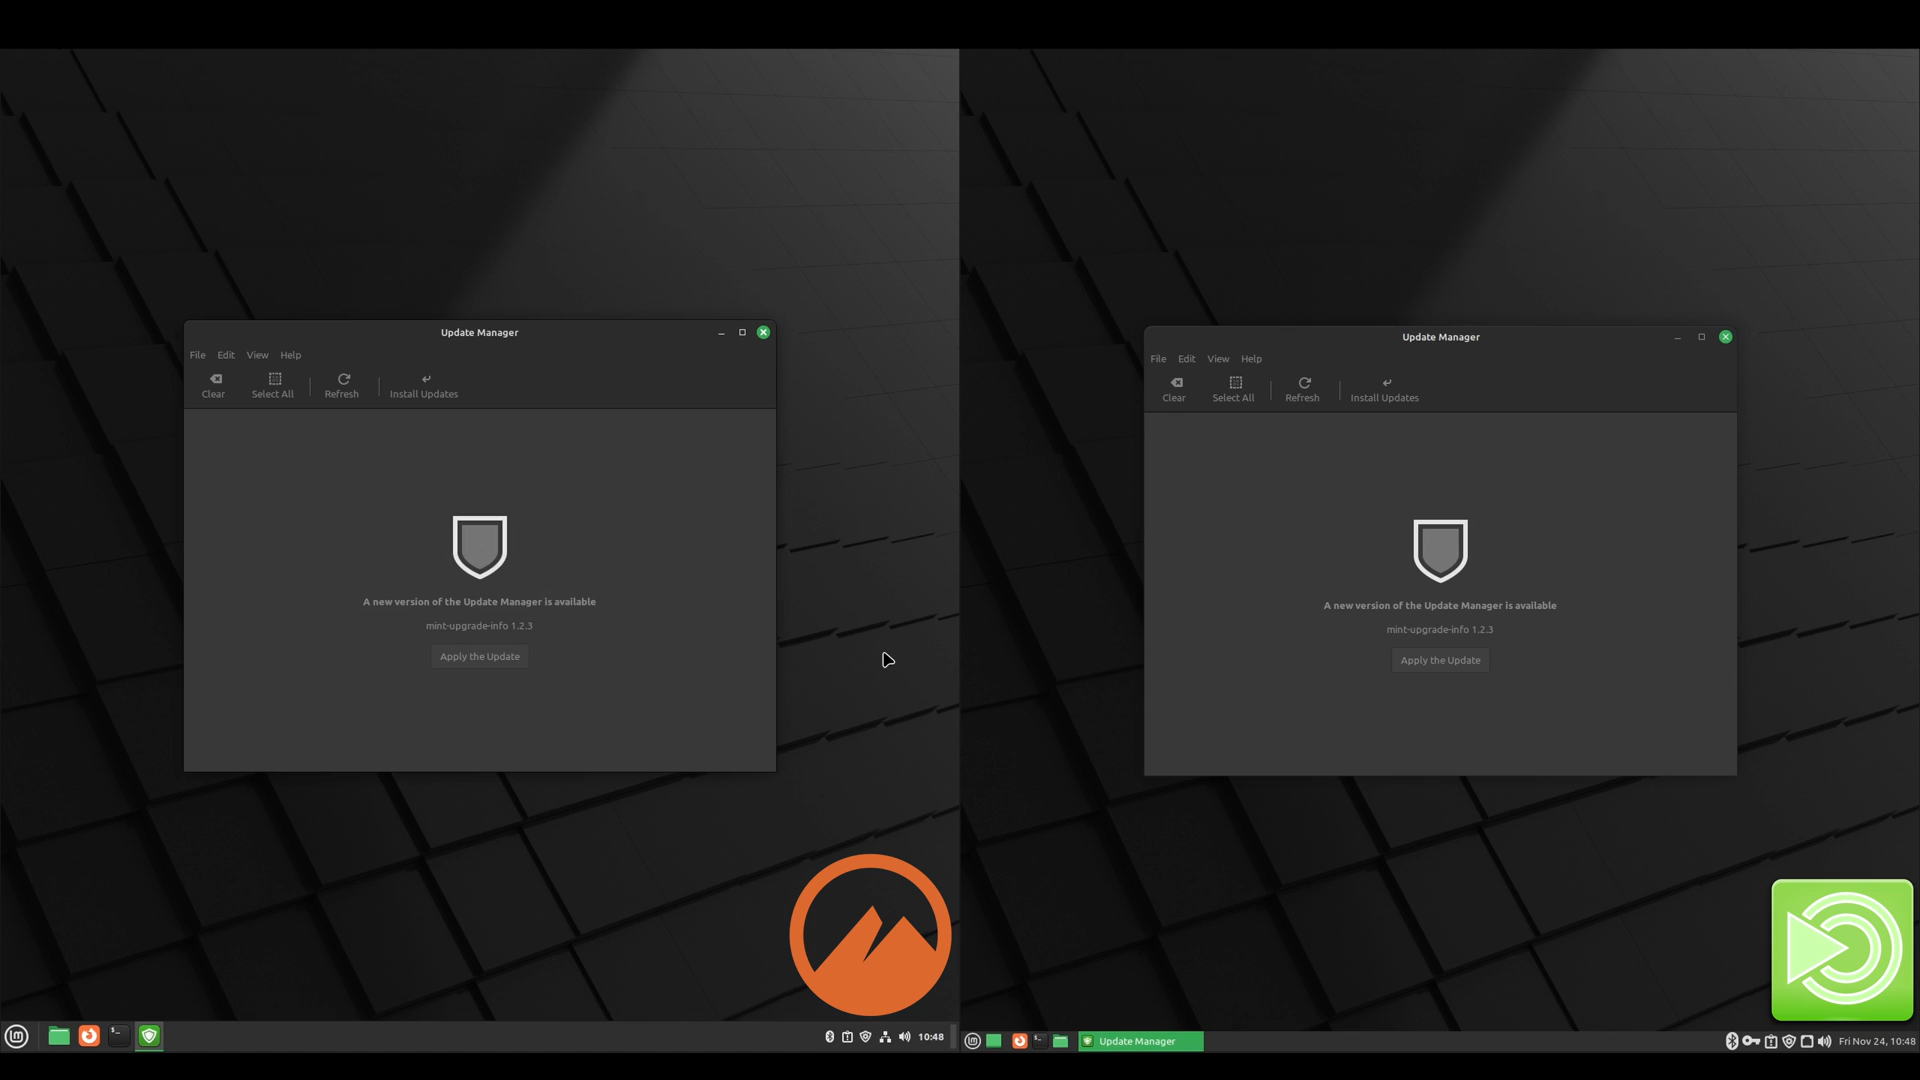 Update Manager
File Edit View Help
Clear Select All Refresh Install Updates
A new version of the Update Manager is available
mint-upgrade-info 1.2.3
Apply the Update
10:48
Update Manager
File Edit View Help
Clear Select All Refresh Install Updates
A new version of the Update Manager is available
mint-upgrade-info 1.2.3
Apply the Update
Update Manager
Fri Nov 24, 10:48